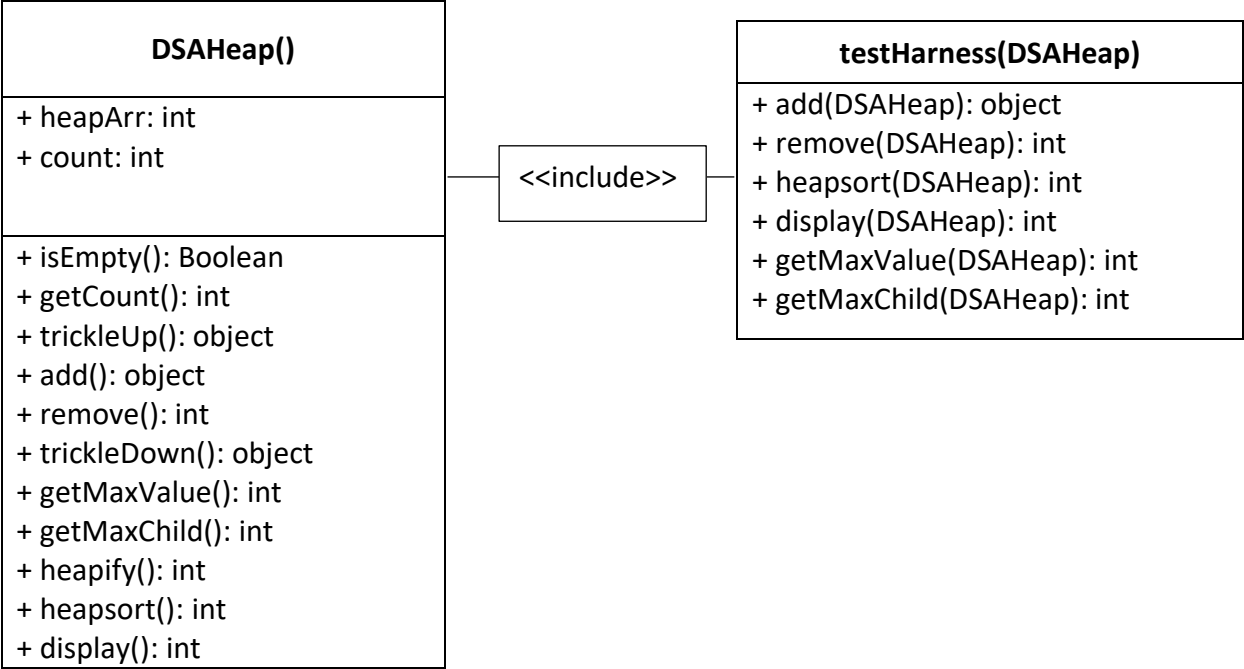 DSAHeap()
+ heapArr: int
+ count: int
+ isEmpty(): Boolean
+ getCount(): int
+ trickleUp(): object
+ add(): object
+ remove(): int
+ trickleDown(): object
+ getMaxValue(): int
+ getMaxChild(): int
+ heapify(): int
+ heapsort(): int
+ display(): int
<<include>>
testHarness(DSAHeap)
+ add(DSAHeap): object
+ remove(DSAHeap): int
+ heapsort(DSAHeap): int
+ display(DSAHeap): int
+ getMaxValue(DSAHeap): int
+ getMaxChild(DSAHeap): int